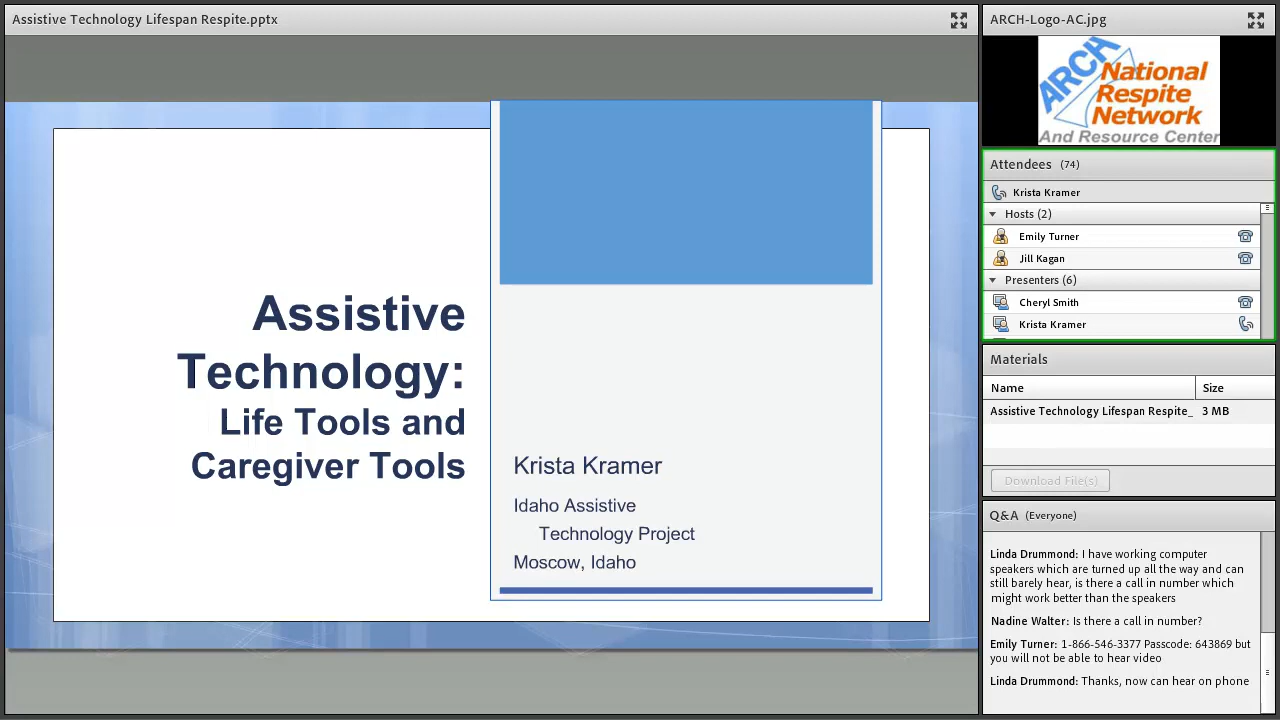 Assistive Technology Lifespan Respite.pptx
Assistive
Technology:
Life Tools and
Caregiver Tools
Krista Kramer
Idaho Assistive
Technology Project
Moscow, Idaho
ARCH-Logo-AC.jpg
ARCH
National
Respite
Network
And Resource Center
Attendees (74)
Krista Kramer
Hosts (2)
Emily Turner
Jill Kagan
Presenters (6)
Cheryl Smith
Krista Kramer
Materials
Name Size
Assistive Technology Lifespan Respite_ 3 MB
Download File(s)
Q&A (Everyone)
Linda Drummond: I have working computer
speakers which are turned up all the way and can
still barely hear, is there a call in number which
might work better than the speakers
Nadine Walter: Is there a call in number?
Emily Turner: 1-866-546-3377 Passcode: 643869 but
you will not be able to hear video
Linda Drummond: Thanks, now can hear on phone